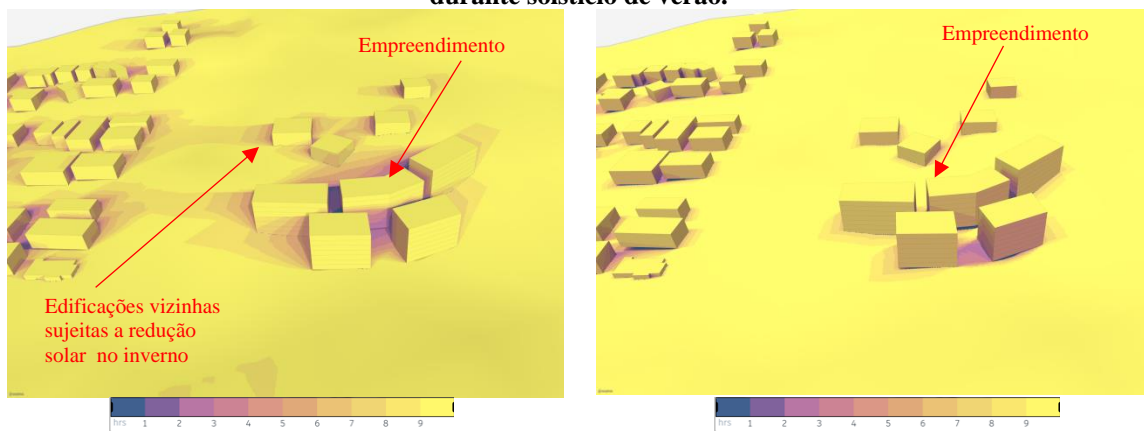 durante solstício de verão.
Empreendimento
Edificações vizinhas
sujeitas a redução
solar no inverno
hrs 1 2 3 4 5 6 7 8 9
Empreendimento
hrs 1 2 3 4 5 6 7 8 9